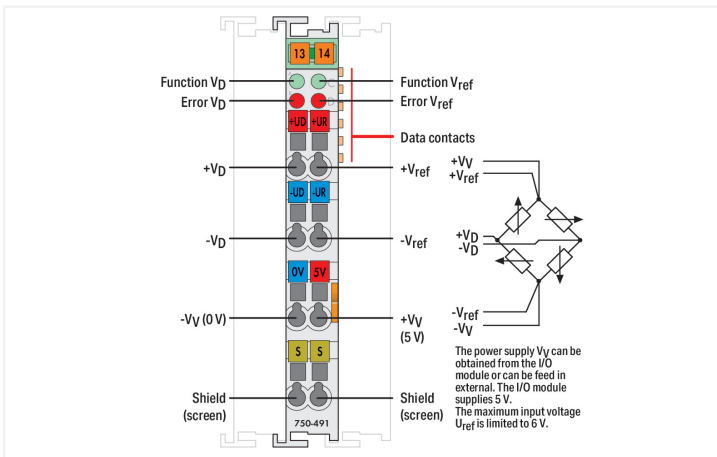 13 14
Function VD
Function Vref
Error VD
Error Vref
+UD +UR
Data contacts
+VD
+Vref
-UD -UR
-VD
-Vref
0V 5V
-VV (0 V)
+VV
(5 V)
S S
Shield
(screen)
Shield
(screen)
750-491
+VV
+Vref
+VD
-VD
-Vref
-VV
The power supply VV can be
obtained from the I/O
module or can be feed in
external. The I/O module
supplies 5 V.
The maximum input voltage
Uref is limited to 6 V.